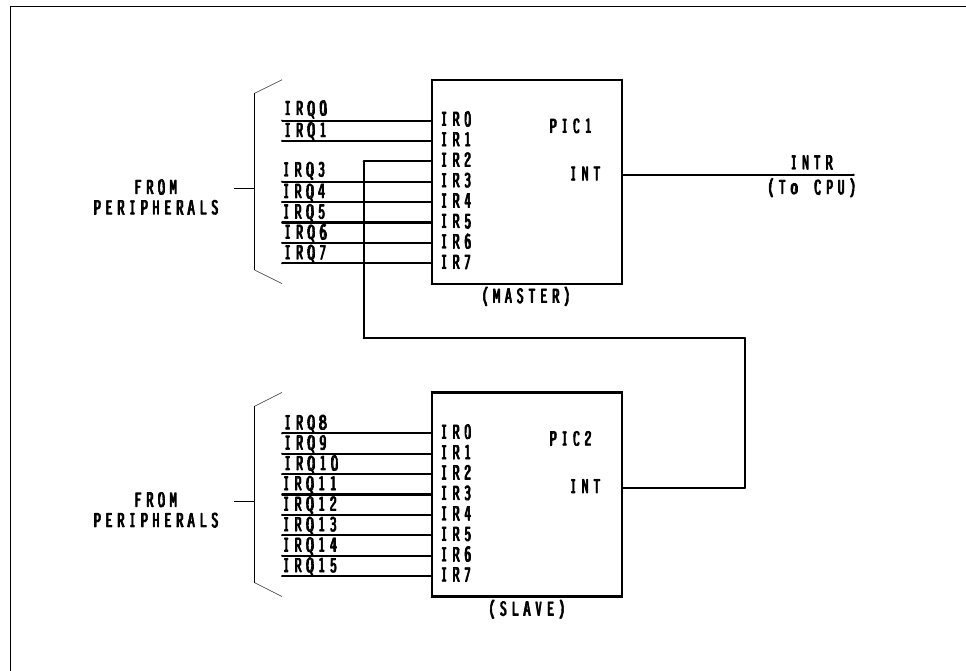 IRQ0
IRQ1
IRQ3
IRQ4
IRQ5
IRQ6
IRQ7
FROM
PERIPHERALS
IR0
IR1
IR2
IR3
IR4
IR5
IR6
IR7
PIC1
INT
(MASTER)
INTR
(To CPU)
IRQ8
IRQ9
IRQ10
IRQ11
IRQ12
IRQ13
IRQ14
IRQ15
FROM
PERIPHERALS
IR0
IR1
IR2
IR3
IR4
IR5
IR6
IR7
PIC2
INT
(SLAVE)